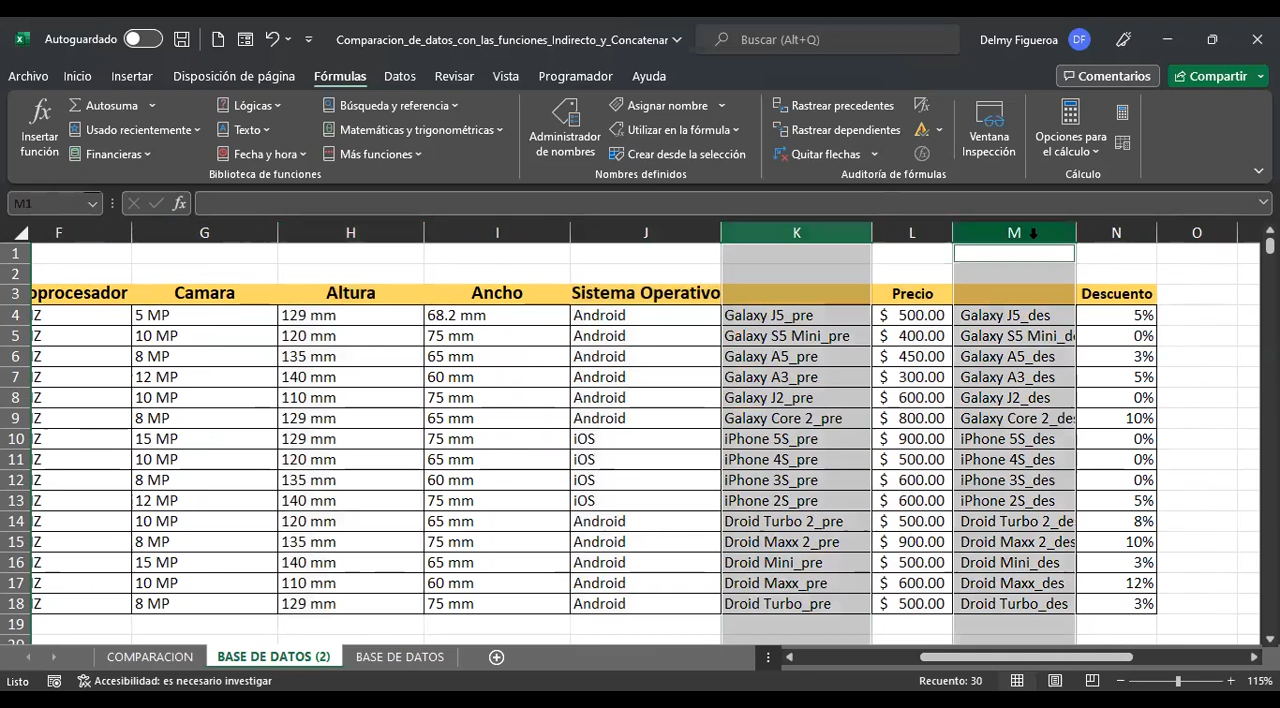 Autoguardado Comparacion_de_datos_con_las_funciones_Indirecto_y_Concatenar Buscar (Alt+Q) Delmy Figueroa DF
Archivo Inicio Insertar Disposición de página Fórmulas Datos Revisar Vista Programador Ayuda Comentarios Compartir
Insertar función
Autosuma
Usado recientemente
Financieras
Lógicas
Texto
Fecha y hora
Búsqueda y referencia
Matemáticas y trigonométricas
Más funciones
Biblioteca de funciones
Administrador de nombres
Asignar nombre
Utilizar en la fórmula
Crear desde la selección
Nombres definidos
Rastrear precedentes
Rastrear dependientes
Quitar flechas
Auditoría de fórmulas
Ventana Inspección
Opciones para el cálculo
Cálculo
M1 fx
F G H I J K L M N O
1
2
3 oprocesador Camara Altura Ancho Sistema Operativo Precio Descuento
4 Z 5 MP 129 mm 68.2 mm Android Galaxy J5_pre $ 500.00 Galaxy J5_des 5%
5 Z 10 MP 120 mm 75 mm Android Galaxy S5 Mini_pre $ 400.00 Galaxy S5 Mini_d 0%
6 Z 8 MP 135 mm 65 mm Android Galaxy A5_pre $ 450.00 Galaxy A5_des 3%
7 Z 12 MP 140 mm 60 mm Android Galaxy A3_pre $ 300.00 Galaxy A3_des 5%
8 Z 10 MP 110 mm 75 mm Android Galaxy J2_pre $ 600.00 Galaxy J2_des 0%
9 Z 8 MP 129 mm 65 mm Android Galaxy Core 2_pre $ 800.00 Galaxy Core 2_de 10%
10 Z 15 MP 129 mm 75 mm iOS iPhone 5S_pre $ 900.00 iPhone 5S_des 0%
11 Z 10 MP 120 mm 65 mm iOS iPhone 4S_pre $ 500.00 iPhone 4S_des 0%
12 Z 8 MP 135 mm 60 mm iOS iPhone 3S_pre $ 600.00 iPhone 3S_des 0%
13 Z 12 MP 140 mm 75 mm iOS iPhone 2S_pre $ 600.00 iPhone 2S_des 5%
14 Z 10 MP 120 mm 65 mm Android Droid Turbo 2_pre $ 500.00 Droid Turbo 2_de 8%
15 Z 8 MP 135 mm 75 mm Android Droid Maxx 2_pre $ 900.00 Droid Maxx 2_des 10%
16 Z 15 MP 140 mm 65 mm Android Droid Mini_pre $ 500.00 Droid Mini_des 3%
17 Z 10 MP 110 mm 60 mm Android Droid Maxx_pre $ 600.00 Droid Maxx_des 12%
18 Z 8 MP 129 mm 75 mm Android Droid Turbo_pre $ 500.00 Droid Turbo_des 3%
19
COMPARACION BASE DE DATOS (2) BASE DE DATOS
Listo Accesibilidad: es necesario investigar Recuento: 30 115%